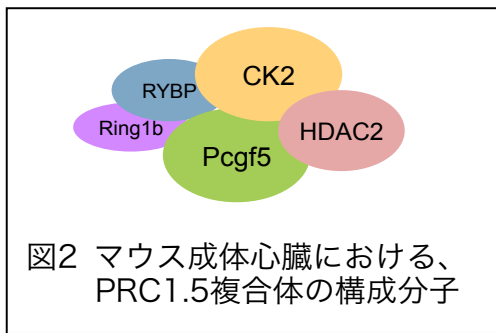 CK2
RYBP
Ring1b
HDAC2
Pcgf5
図2 マウス成体心臓における、
PRC1.5複合体の構成分子